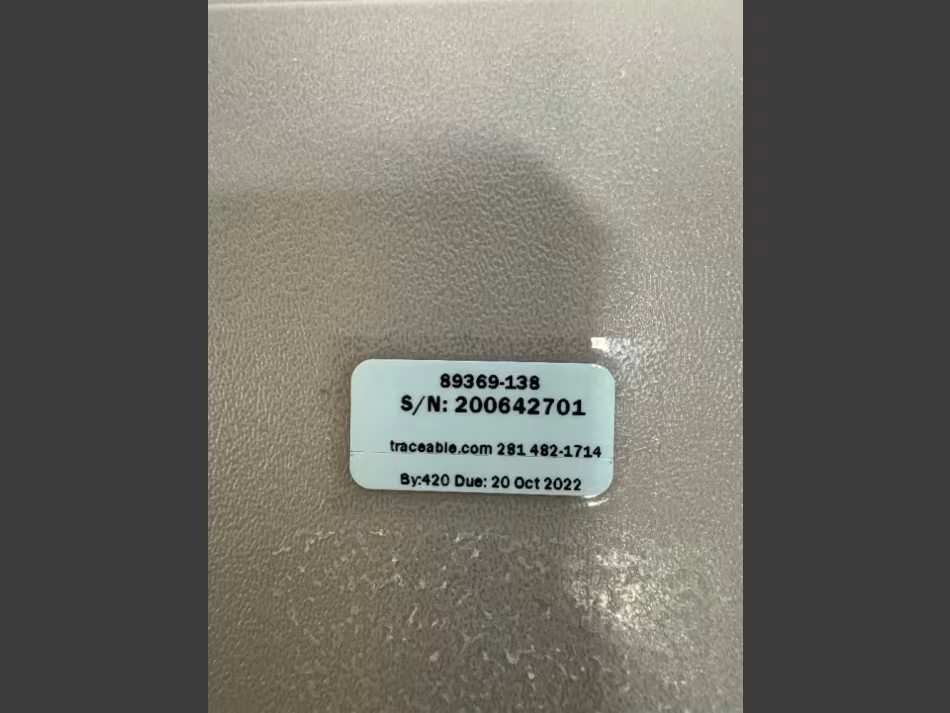 89369-138
S/N: 200642701
traceable.com 281 482-1714
By:420 Due: 20 Oct 2022